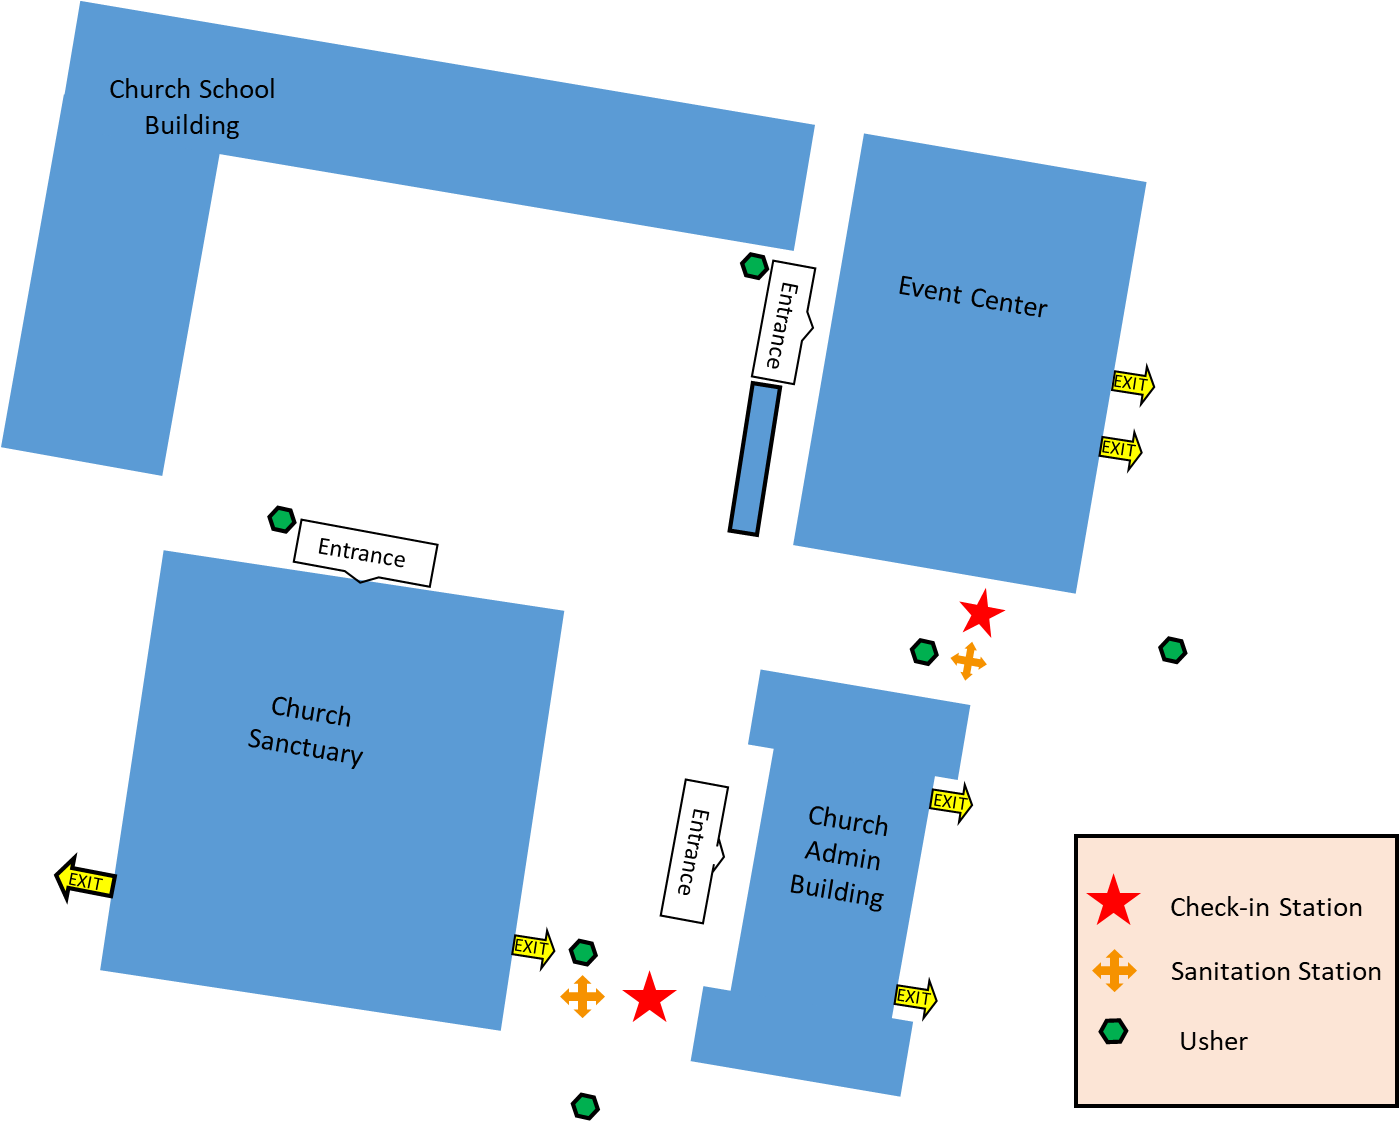 Church School
Building
Event Center
Entrance
EXIT
EXIT
Entrance
Church
Sanctuary
Entrance
Church
Admin
Building
EXIT
EXIT
EXIT
EXIT
Check-in Station
Sanitation Station
Usher